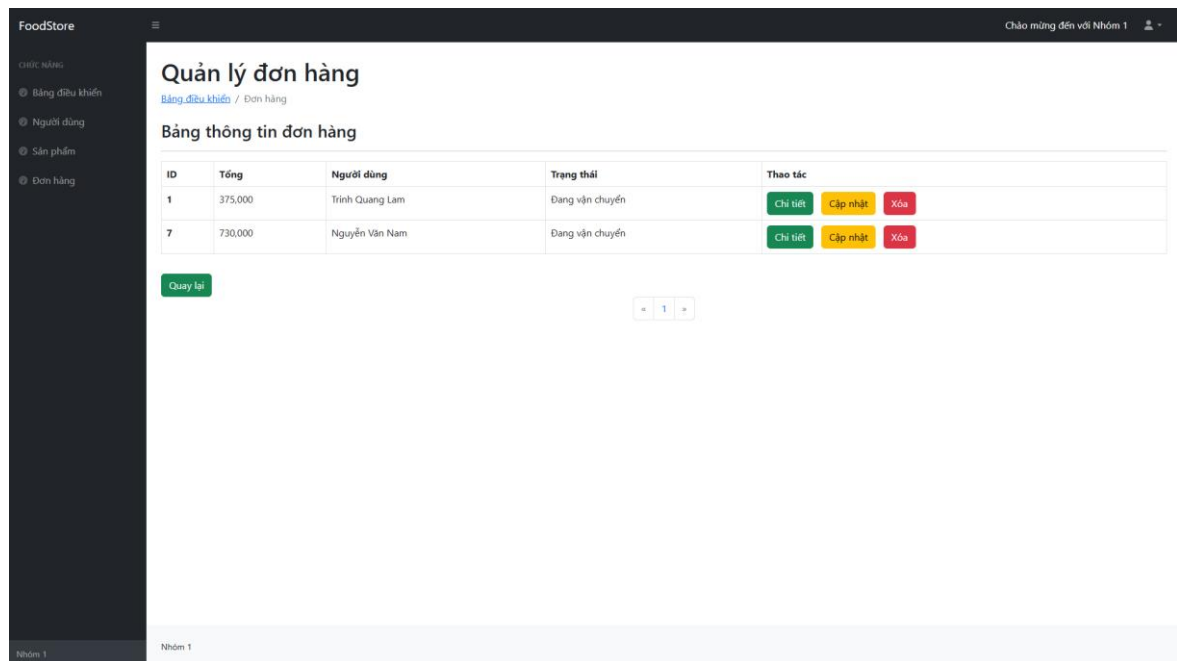 FoodStore
Chào mừng đến với Nhóm 1
CHỨC NĂNG
Bảng điều khiển
Người dùng
Sản phẩm
Đơn hàng
Quản lý đơn hàng
Bảng điều khiển / Đơn hàng
Bảng thông tin đơn hàng
ID Tổng Người dùng Trạng thái Thao tác
1 375,000 Trinh Quang Lam Đang vận chuyển Chi tiết Cập nhật Xóa
7 730,000 Nguyễn Văn Nam Đang vận chuyển Chi tiết Cập nhật Xóa
Quay lại
« 1 »
Nhóm 1
Nhóm 1